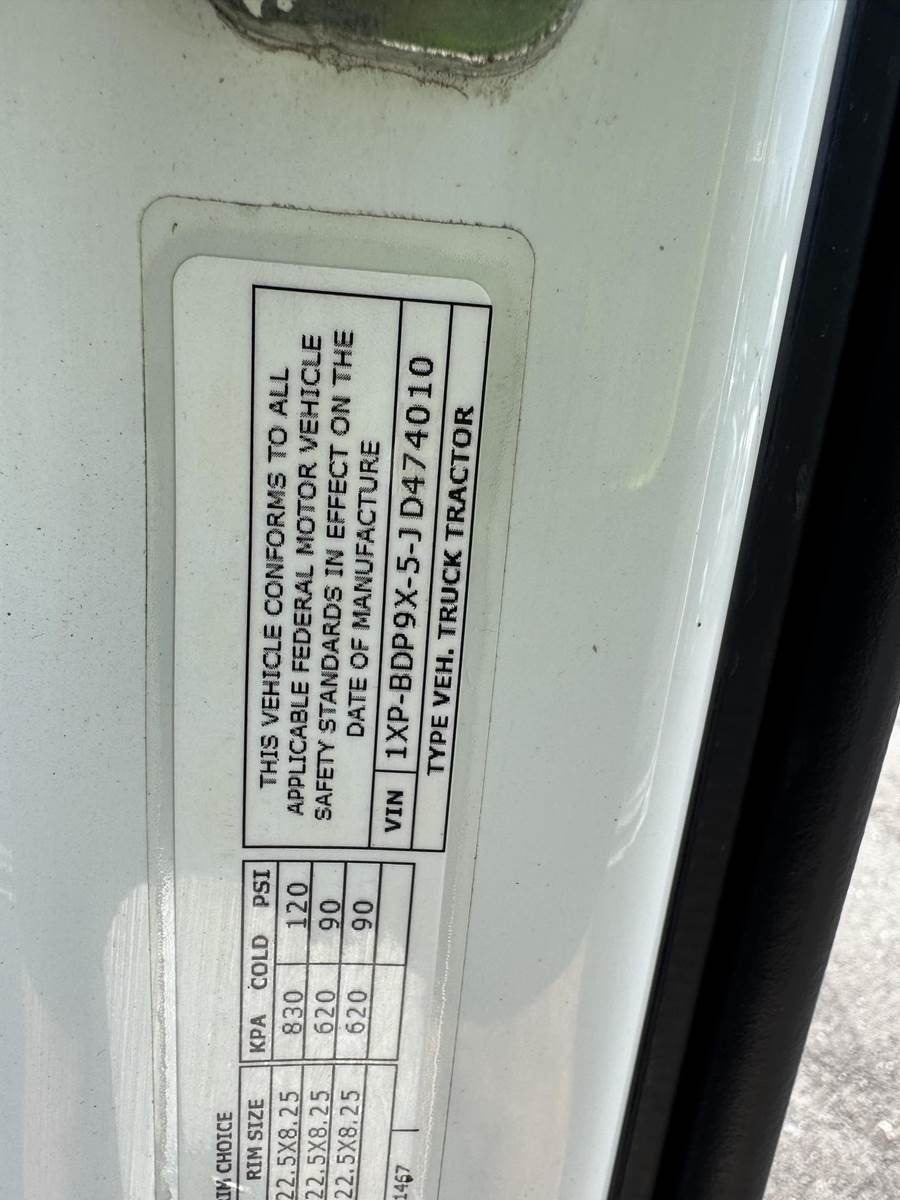 THIS VEHICLE CONFORMS TO ALL
APPLICABLE FEDERAL MOTOR VEHICLE
SAFETY STANDARDS IN EFFECT ON THE
DATE OF MANUFACTURE
VIN 1XP-BDP9X-5-JD474010
TYPE VEH. TRUCK TRACTOR
CHOICE
RIM SIZE KPA COLD PSI
22.5X8.25 830 120
22.5X8.25 620 90
22.5X8.25 620 90
1467